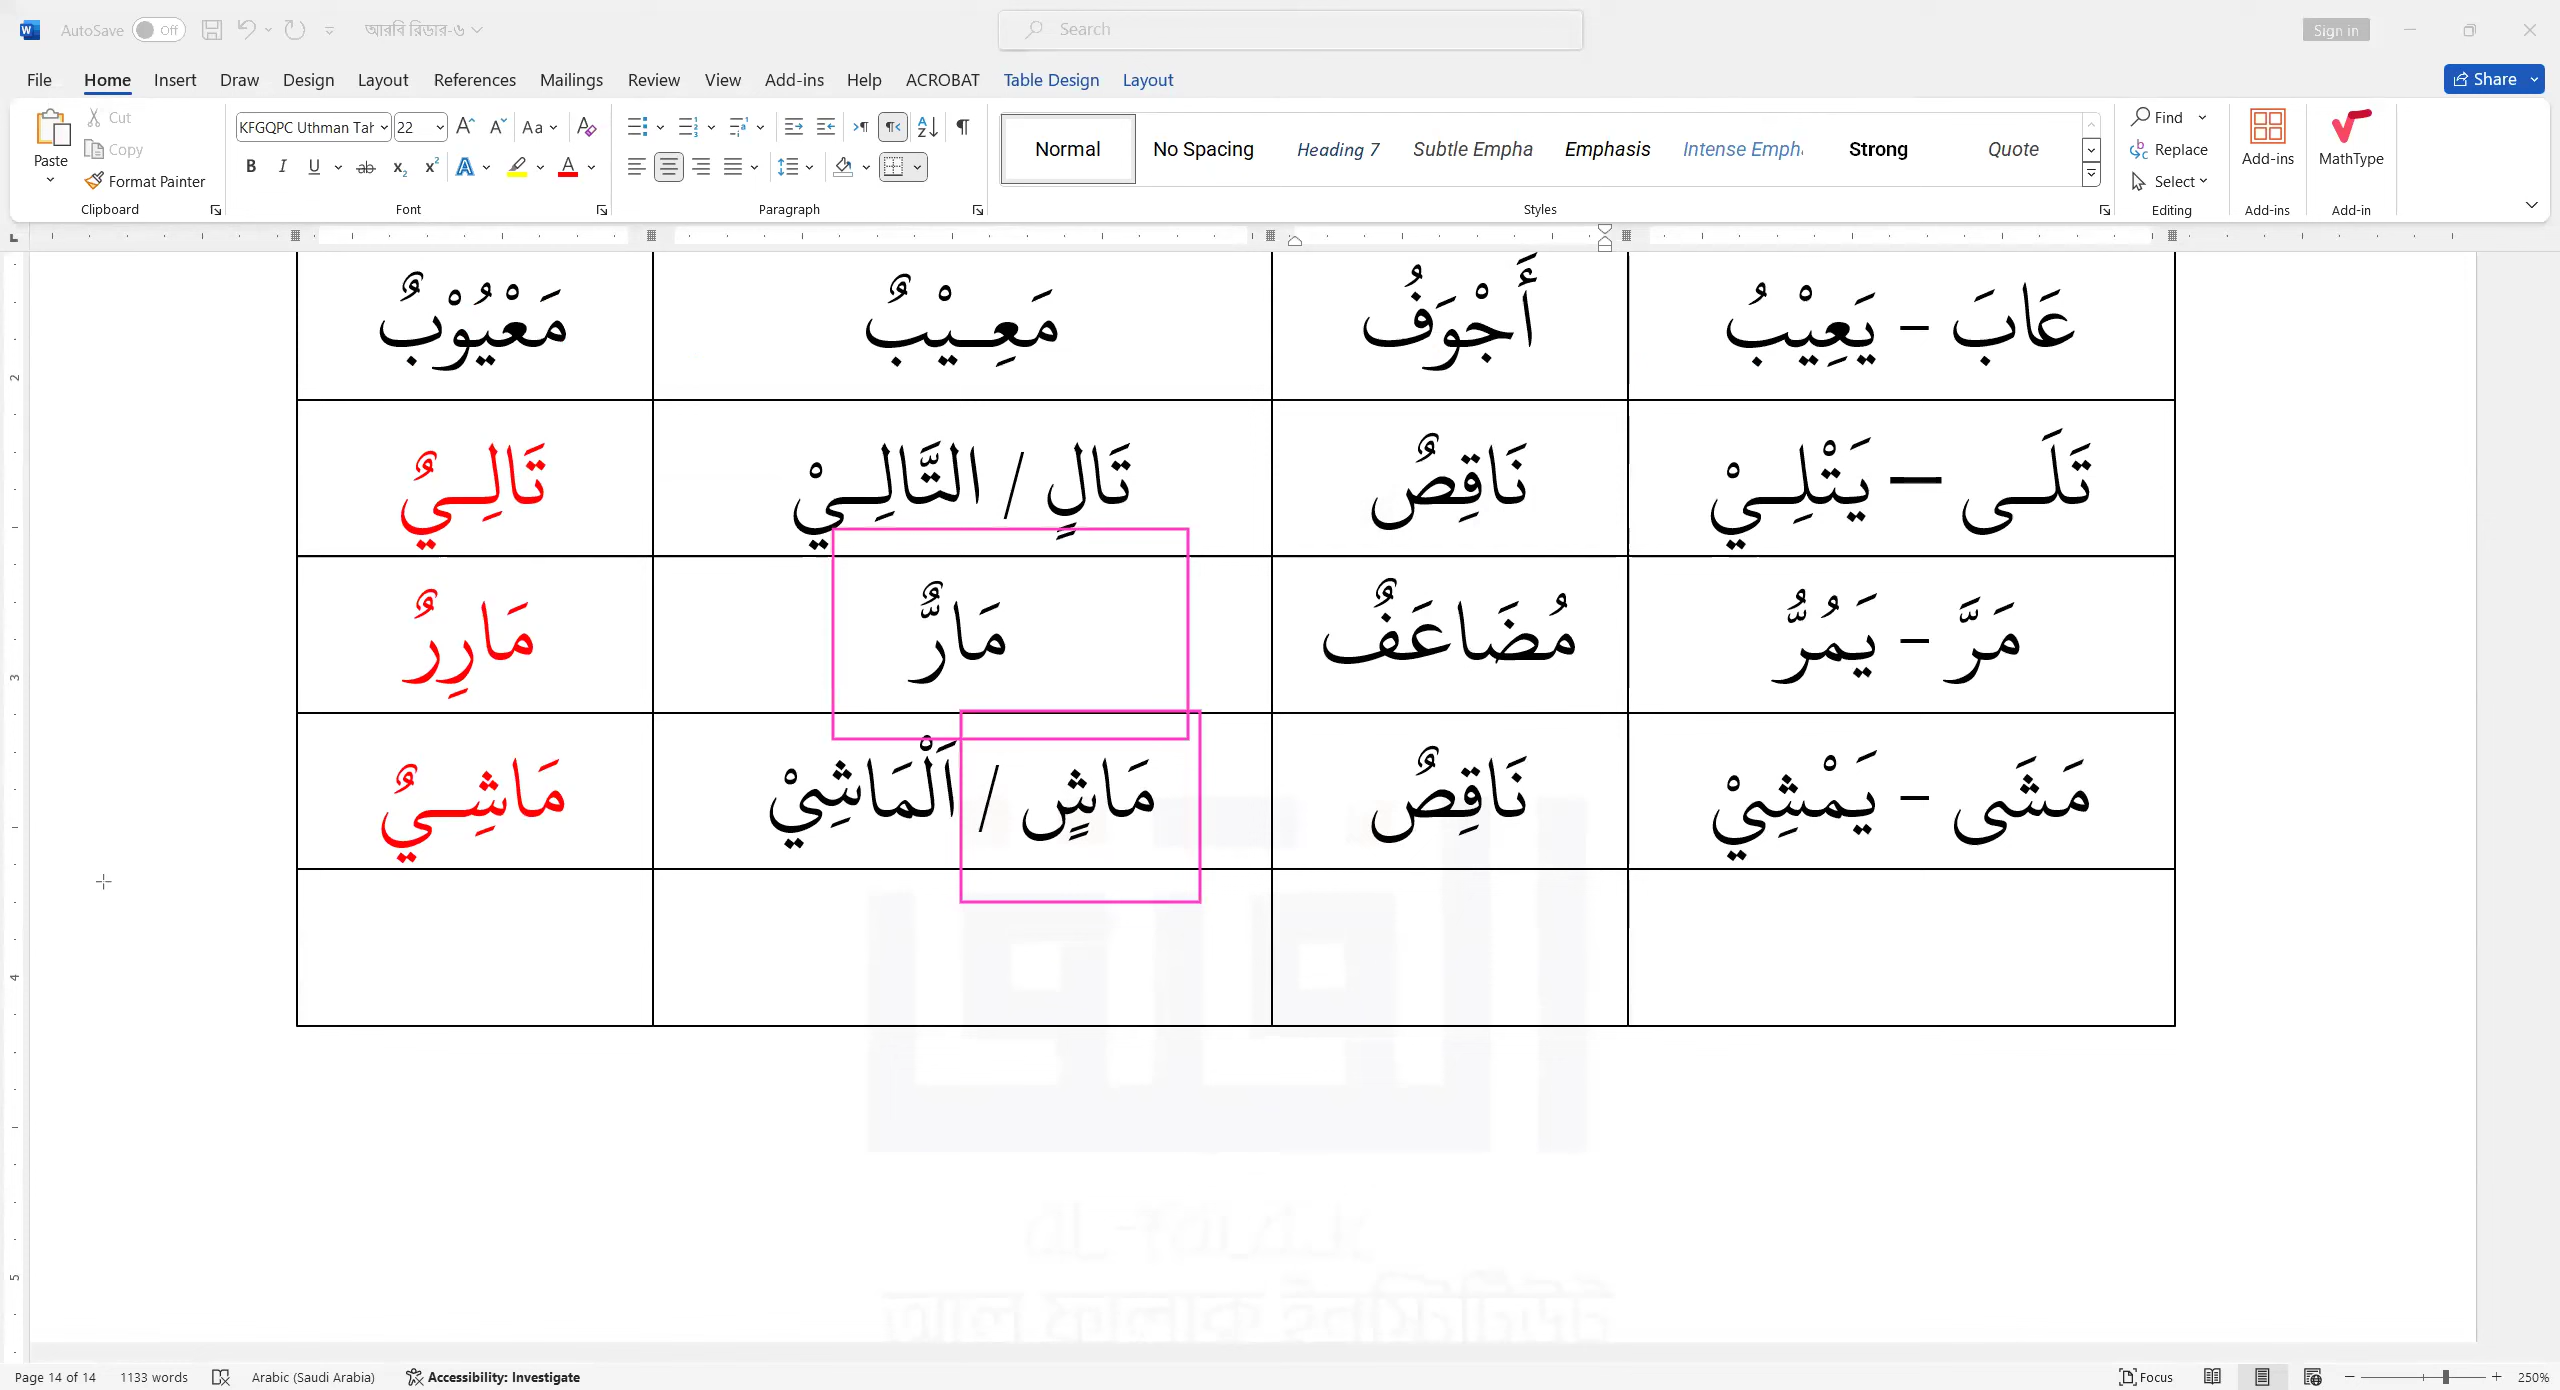 AutoSave Off আরবি রিডার-৬ Search Sign in
File Home Insert Draw Design Layout References Mailings Review View Add-ins Help ACROBAT Table Design Layout Share
Paste Cut Copy Format Painter Clipboard
KFGQPC Uthman Tah 22 Font
Paragraph
Normal No Spacing Heading 7 Subtle Empha Emphasis Intense Emph Strong Quote Styles
Find Replace Select Editing
Add-ins Add-ins
MathType Add-in
عَابَ - يَعِيْبُ أَجْوَفُ مَعِـيْبٌ مَعْيُوْبٌ
تَلَـى – يَتْلِـيْ نَاقِصٌ تَالٍ / التَّالِـيْ تَالِـيٌ
مَرَّ - يَمُرُّ مُضَاعَفٌ مَارٌّ مَارِرٌ
مَشَى - يَمْشِيْ نَاقِصٌ مَاشٍ / اَلْمَاشِيْ مَاشِـيٌ
Page 14 of 14 1133 words Arabic (Saudi Arabia) Accessibility: Investigate Focus 250%